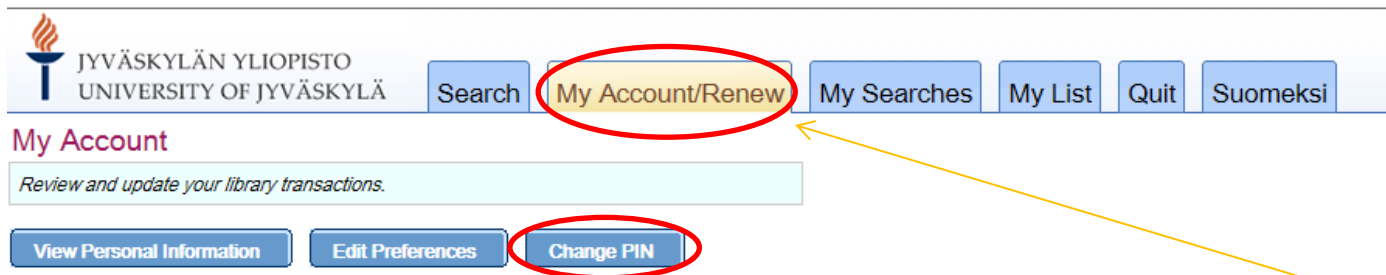 JYVÄSKYLÄN YLIOPISTO
UNIVERSITY OF JYVÄSKYLÄ
Search My Account/Renew My Searches My List Quit Suomeksi
My Account
Review and update your library transactions.
View Personal Information Edit Preferences Change PIN